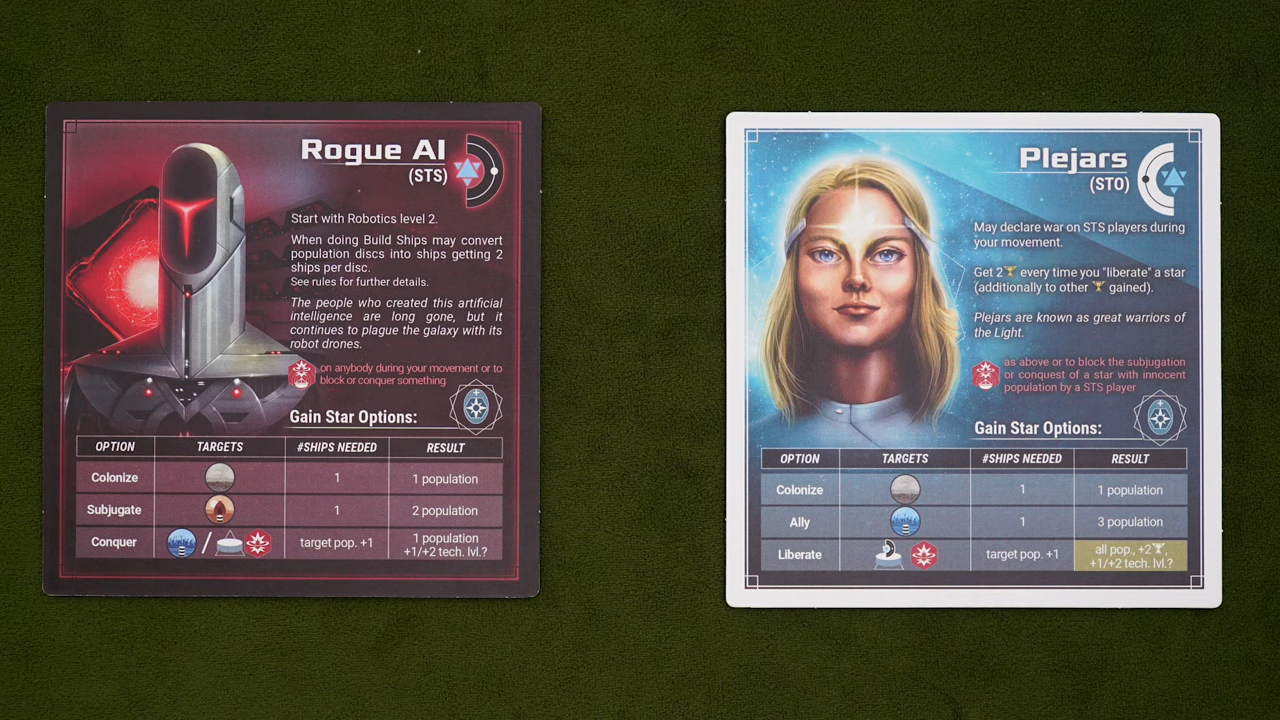 Rogue AI
(STS)
Start with Robotics level 2.
When doing Build Ships may convert
population discs into ships getting 2
ships per disc.
See rules for further details.
The people who created this artificial
intelligence are long gone, but it
continues to plague the galaxy with its
robot drones.
on anybody during your movement or to
block or conquer something
Gain Star Options:
OPTION TARGETS #SHIPS NEEDED RESULT
Colonize 1 1 population
Subjugate 1 2 population
Conquer / target pop. +1 1 population
+1/+2 tech. lvl.?
Plejars
(STO)
May declare war on STS players during
your movement.
Get 2 every time you "liberate" a star
(additionally to other gained).
Plejars are known as great warriors of
the Light.
as above or to block the subjugation
or conquest of a star with innocent
population by a STS player
Gain Star Options:
OPTION TARGETS #SHIPS NEEDED RESULT
Colonize 1 1 population
Ally 1 3 population
Liberate target pop. +1 all pop., +2,
+1/+2 tech. lvl.?